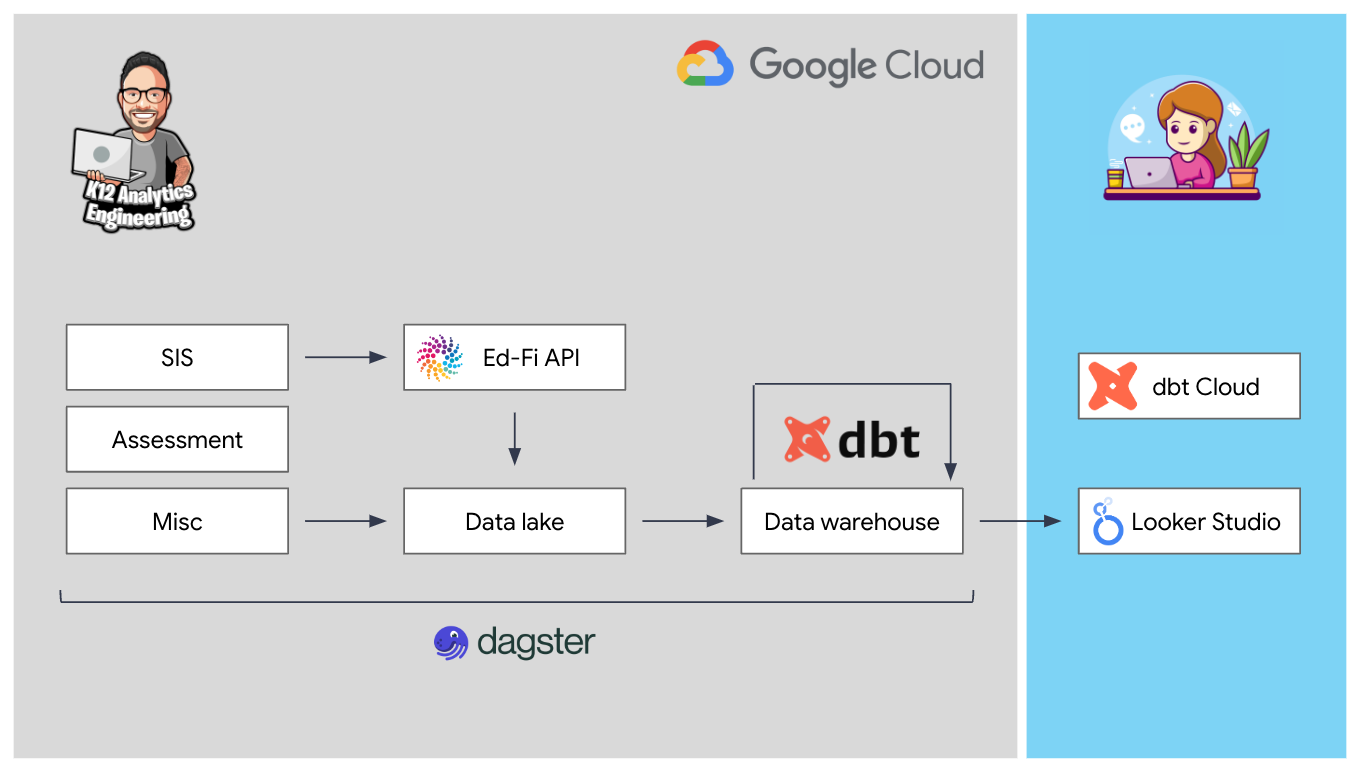 Google Cloud
K12 Analytics
Engineering
SIS
Ed-Fi API
Assessment
dbt
dbt Cloud
Misc
Data lake
Data warehouse
Looker Studio
dagster